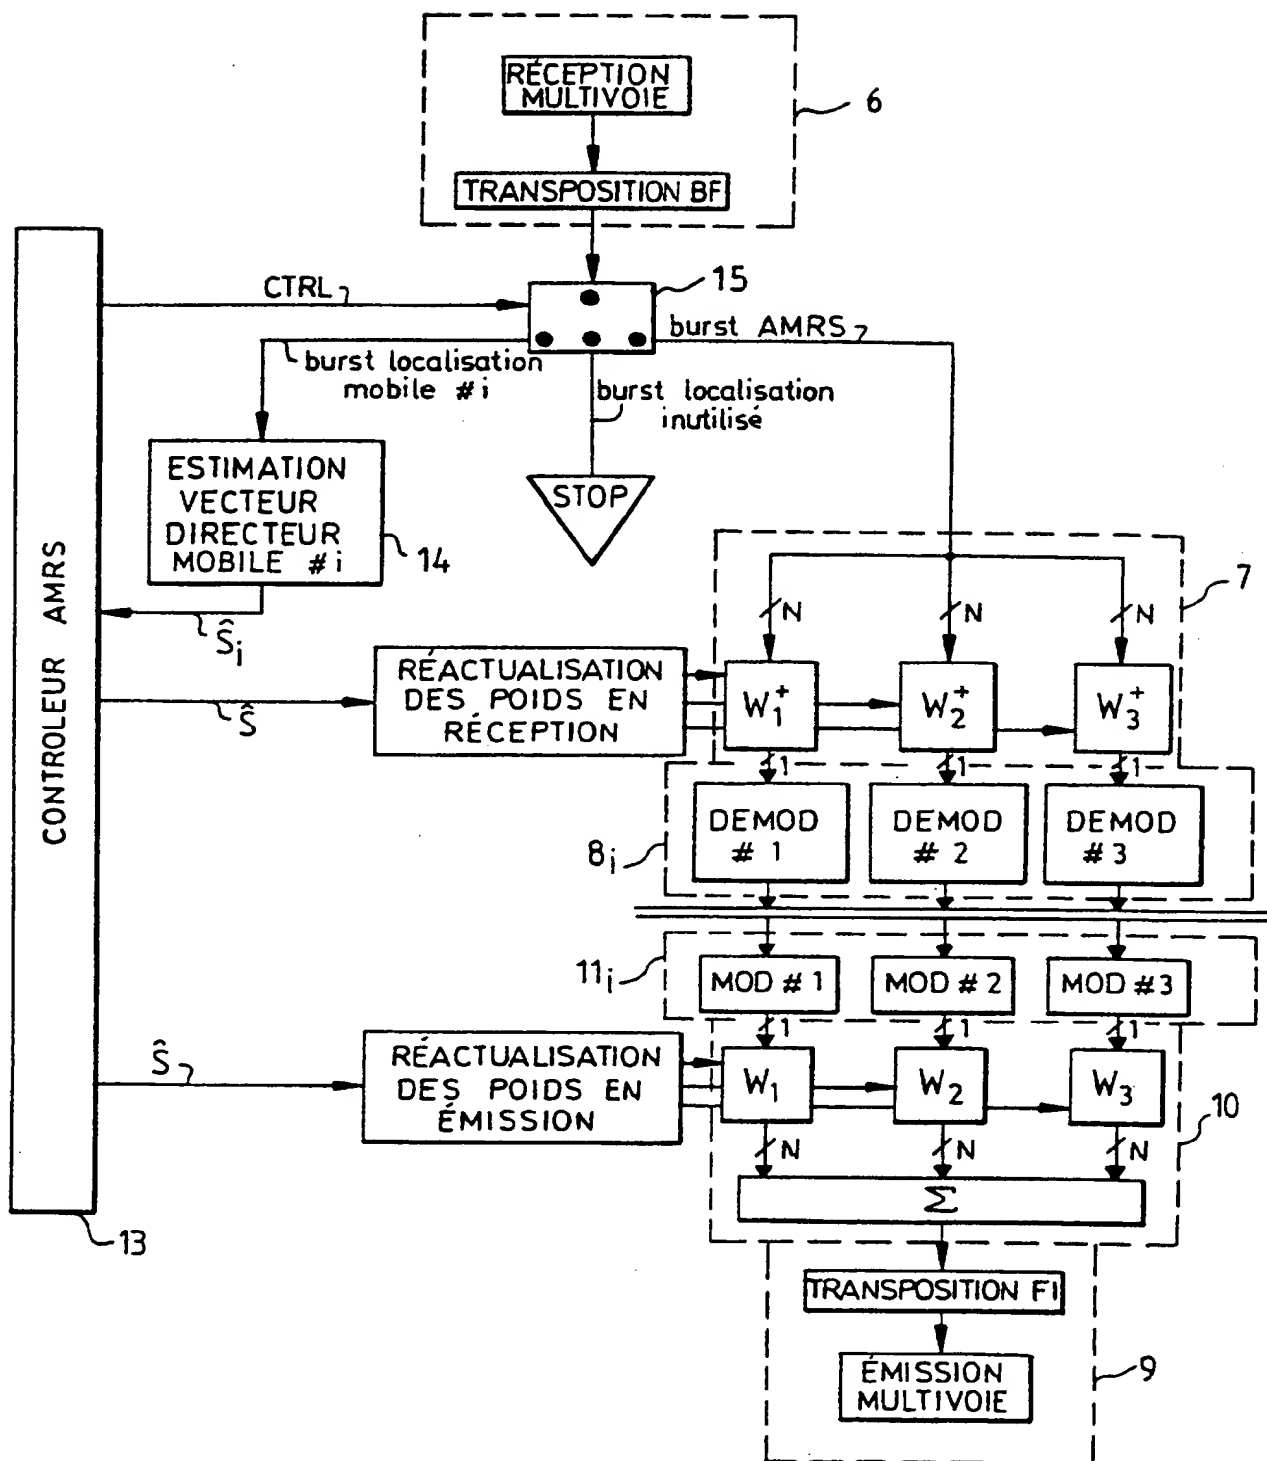 RÉCEPTION
MULTIVOIE
6
TRANSPOSITION BF
CTRL
15
burst AMRS
burst localisation
mobile #i
burst localisation
inutilisé
ESTIMATION
VECTEUR
DIRECTEUR
MOBILE #i
14
STOP
CONTROLEUR AMRS
7
N
N
N
Ŝi
RÉACTUALISATION
DES POIDS EN
RÉCEPTION
Ŝ
W1+
W2+
W3+
1
1
1
DEMOD
#1
DEMOD
#2
DEMOD
#3
8i
11i
MOD #1
MOD #2
MOD #3
1
1
1
Ŝ
RÉACTUALISATION
DES POIDS EN
ÉMISSION
W1
W2
W3
10
N
N
N
Σ
13
TRANSPOSITION FI
ÉMISSION
MULTIVOIE
9